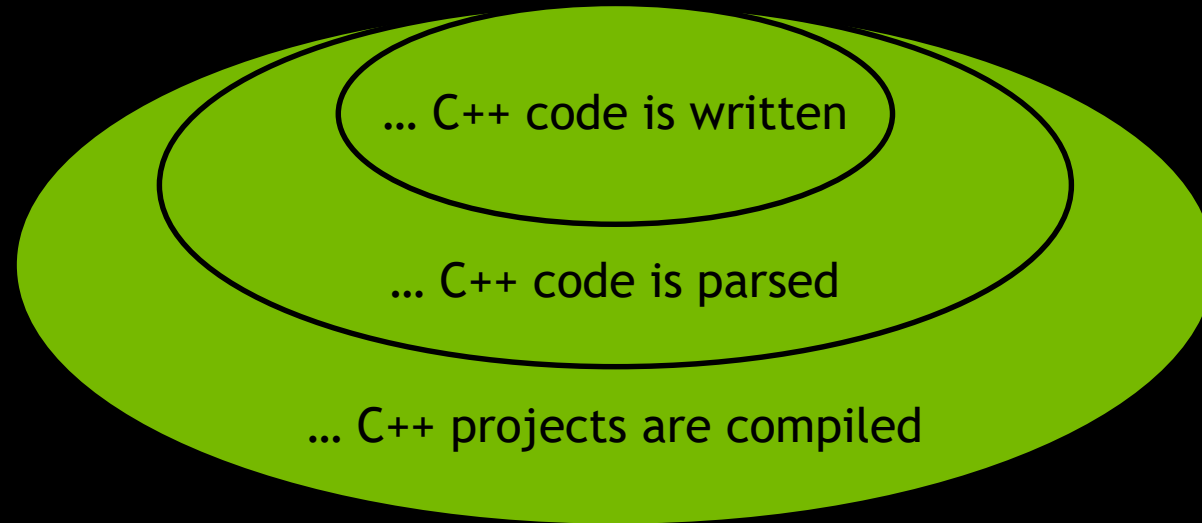 … C++ code is written
… C++ code is parsed
… C++ projects are compiled